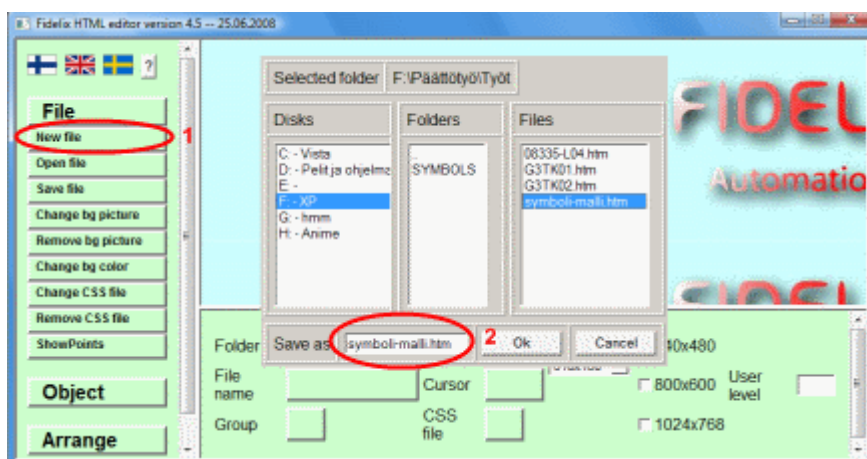 Fidelix HTML editor version 4.5 -- 25.06.2008
?
File
New file
1
Open file
Save file
Change bg picture
Remove bg picture
Change bg color
Change CSS file
Remove CSS file
ShowPoints
Object
Arrange
Selected folder F:\Päättötyö\Työt
Disks
C: - Vista
D: - Pelit ja ohjelma
E: -
F: - XP
G: - hmm
H: - Anime
Folders
..
SYMBOLS
Files
08335-L04.htm
G3TK01.htm
G3TK02.htm
symboli-malli.htm
Save as symboli-malli.htm 2 Ok Cancel
FIDEL
Automatio
FIDEL
Folder
40x480
File name
Cursor
800x600
User level
Group
CSS file
1024x768